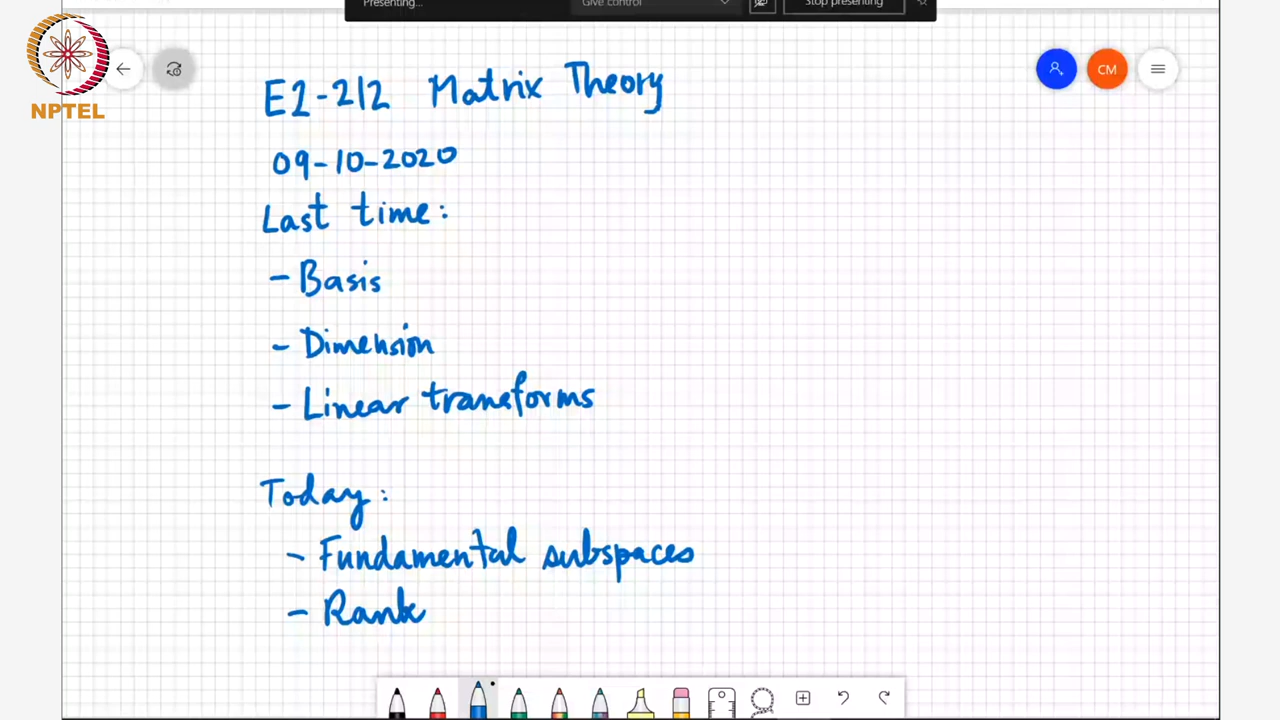 Presenting...
Give control
Stop presenting
NPTEL
CM
E2-212 Matrix Theory
09-10-2020
Last time:
- Basis
- Dimension
- Linear transforms
Today:
- Fundamental subspaces
- Rank